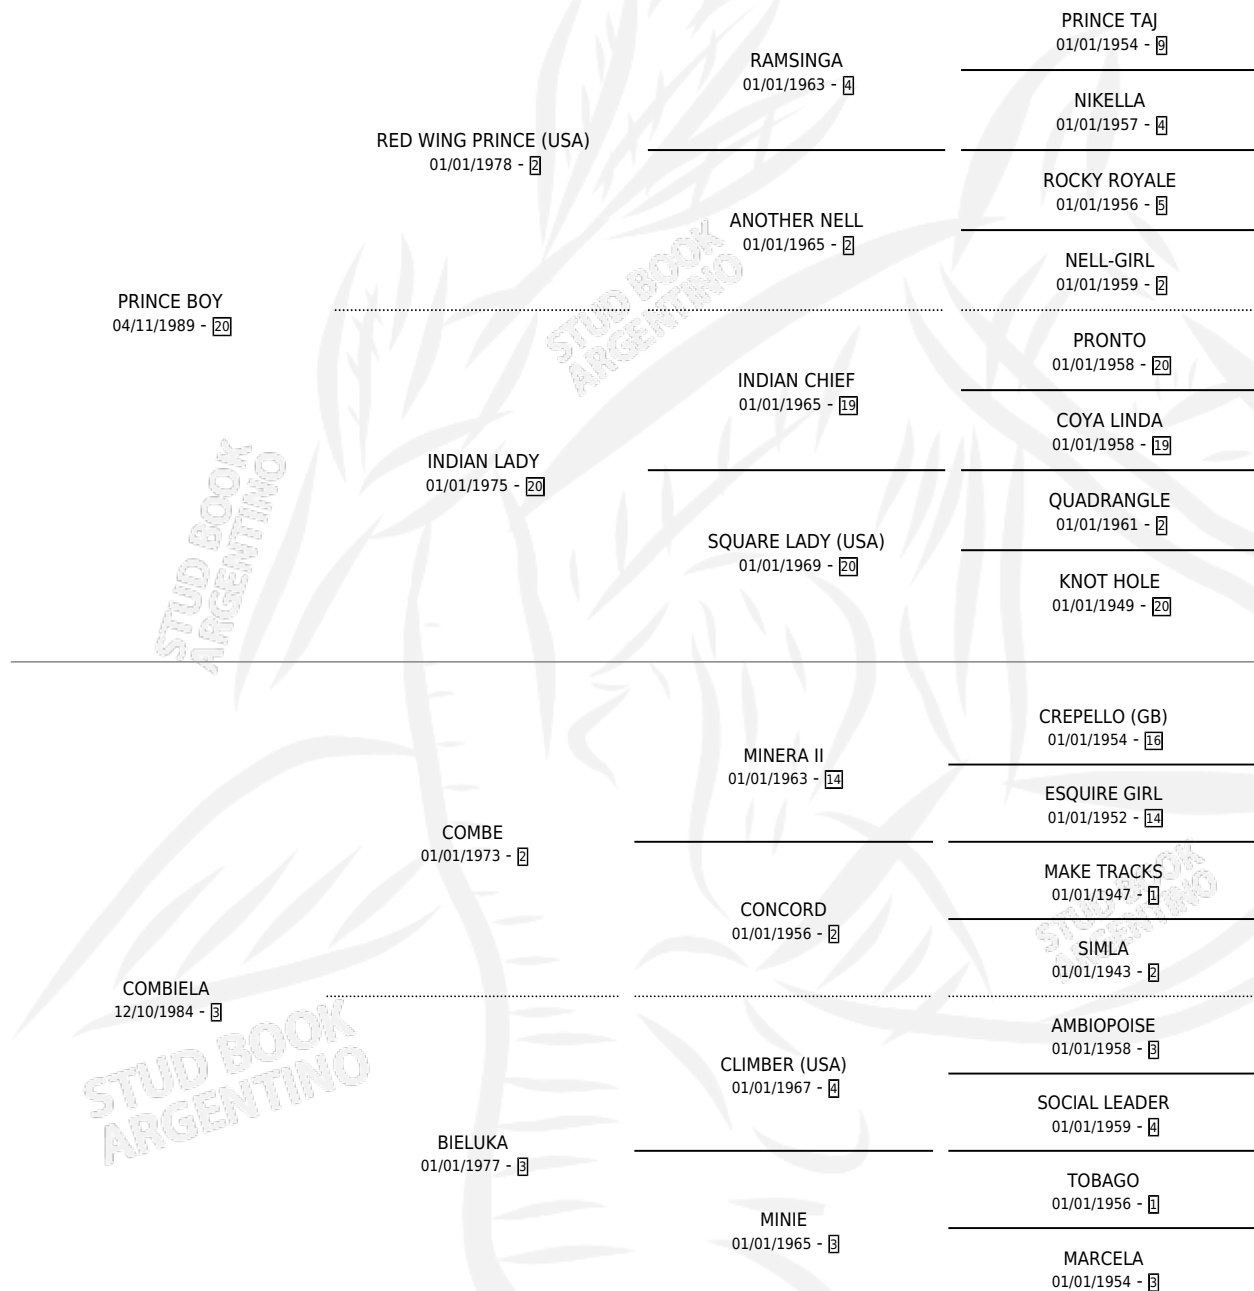 PRINCE TAJ
01/01/1954 - 9
RAMSINGA
01/01/1963 - 4
NIKELLA
01/01/1957 - 4
RED WING PRINCE (USA)
01/01/1978 - 2
ROCKY ROYALE
01/01/1956 - 5
ANOTHER NELL
01/01/1965 - 2
NELL-GIRL
01/01/1959 - 2
PRINCE BOY
04/11/1989 - 20
PRONTO
01/01/1958 - 20
INDIAN CHIEF
01/01/1965 - 19
COYA LINDA
01/01/1958 - 19
INDIAN LADY
01/01/1975 - 20
QUADRANGLE
01/01/1961 - 2
SQUARE LADY (USA)
01/01/1969 - 20
KNOT HOLE
01/01/1949 - 20
CREPELLO (GB)
01/01/1954 - 16
MINERA II
01/01/1963 - 14
ESQUIRE GIRL
01/01/1952 - 14
COMBE
01/01/1973 - 2
MAKE TRACKS
01/01/1947 - 1
CONCORD
01/01/1956 - 2
SIMLA
01/01/1943 - 2
COMBIELA
12/10/1984 - 3
AMBIOPOISE
01/01/1958 - 3
CLIMBER (USA)
01/01/1967 - 4
SOCIAL LEADER
01/01/1959 - 4
BIELUKA
01/01/1977 - 3
TOBAGO
01/01/1956 - 1
MINIE
01/01/1965 - 3
MARCELA
01/01/1954 - 3
STUD BOOK
ARGENTINO
STUD BOOK
ARGENTINO
STUD BOOK
ARGENTINO
STUD BOOK
ARGENTINO